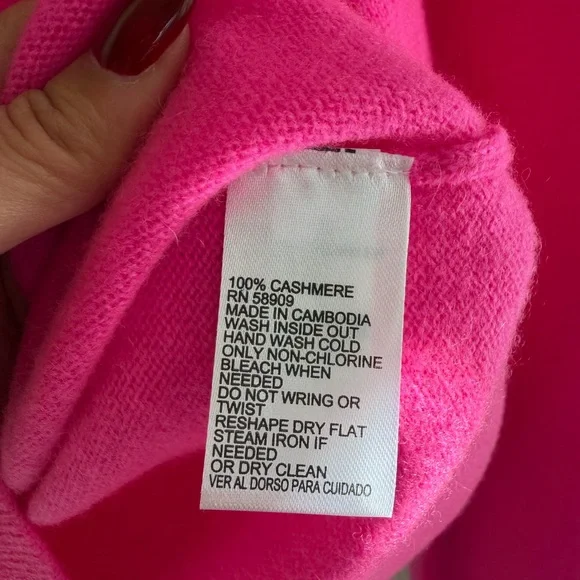 100% CASHMERE
RN 58909
MADE IN CAMBODIA
WASH INSIDE OUT
HAND WASH COLD
ONLY NON-CHLORINE
BLEACH WHEN
NEEDED
DO NOT WRING OR
TWIST
RESHAPE DRY FLAT
STEAM IRON IF
NEEDED
OR DRY CLEAN
VER AL DORSO PARA CUIDADO